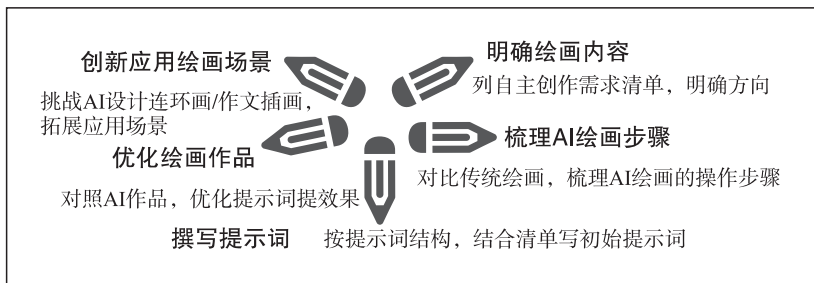 创新应用绘画场景
挑战AI设计连环画/作文插画，
拓展应用场景
明确绘画内容
列自主创作需求清单，明确方向
优化绘画作品
对照AI作品，优化提示词提效果
梳理AI绘画步骤
对比传统绘画，梳理AI绘画的操作步骤
撰写提示词
按提示词结构，结合清单写初始提示词